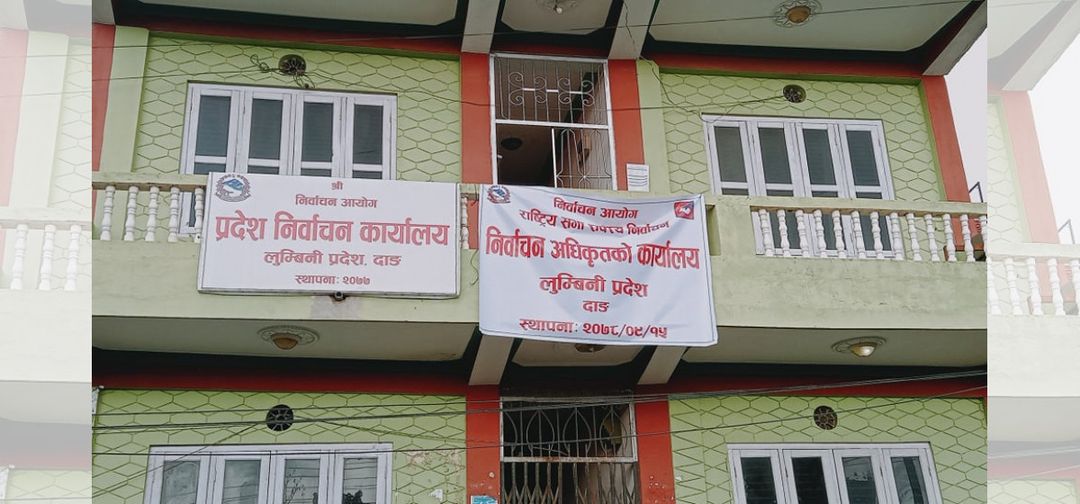 श्री
निर्वाचन आयोग
प्रदेश निर्वाचन कार्यालय
लुम्बिनी प्रदेश, दाङ
स्थापनाः २०७७
निर्वाचन आयोग
राष्ट्रिय सभा सदस्य निर्वाचन
निर्वाचन अधिकृतको कार्यालय
लुम्बिनी प्रदेश
दाङ
स्थापनाः २०७८/०९/१५